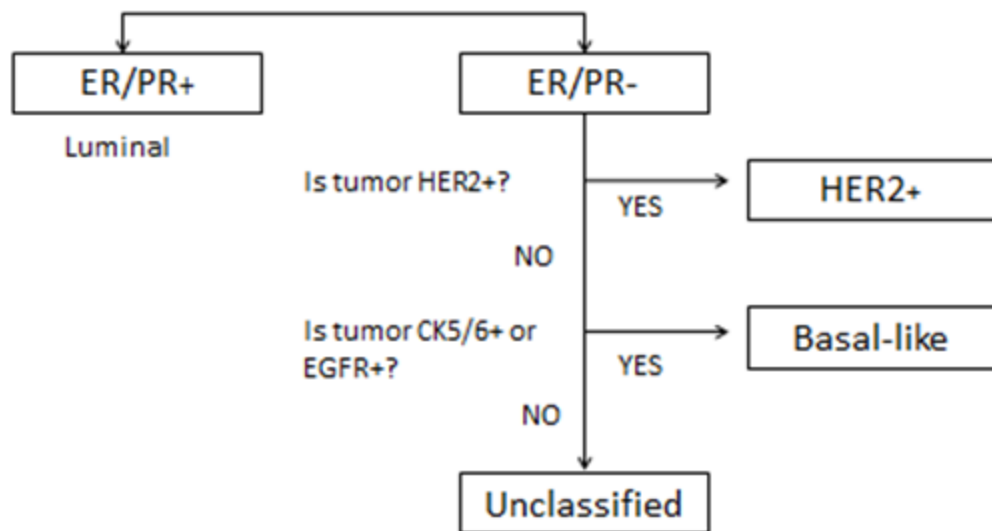 ER/PR+
ER/PR-
Luminal
Is tumor HER2+?
YES
HER2+
NO
Is tumor CK5/6+ or
EGFR+?
YES
Basal-like
NO
Unclassified